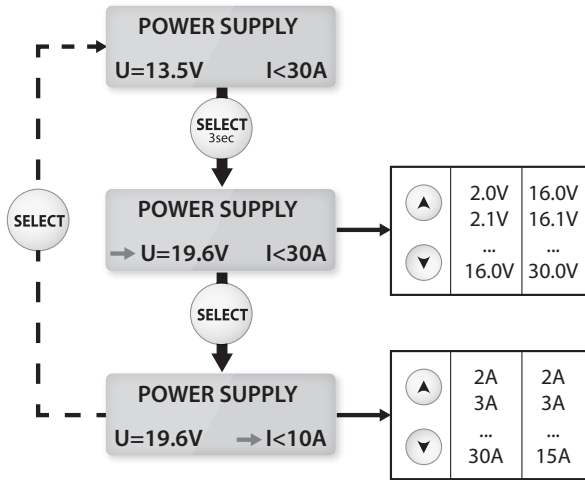 POWER SUPPLY
U=13.5V I<30A
SELECT
3sec
SELECT
POWER SUPPLY
U=19.6V I<30A
2.0V 16.0V
2.1V 16.1V
... ...
16.0V 30.0V
SELECT
POWER SUPPLY
U=19.6V I<10A
2A 2A
3A 3A
... ...
30A 15A